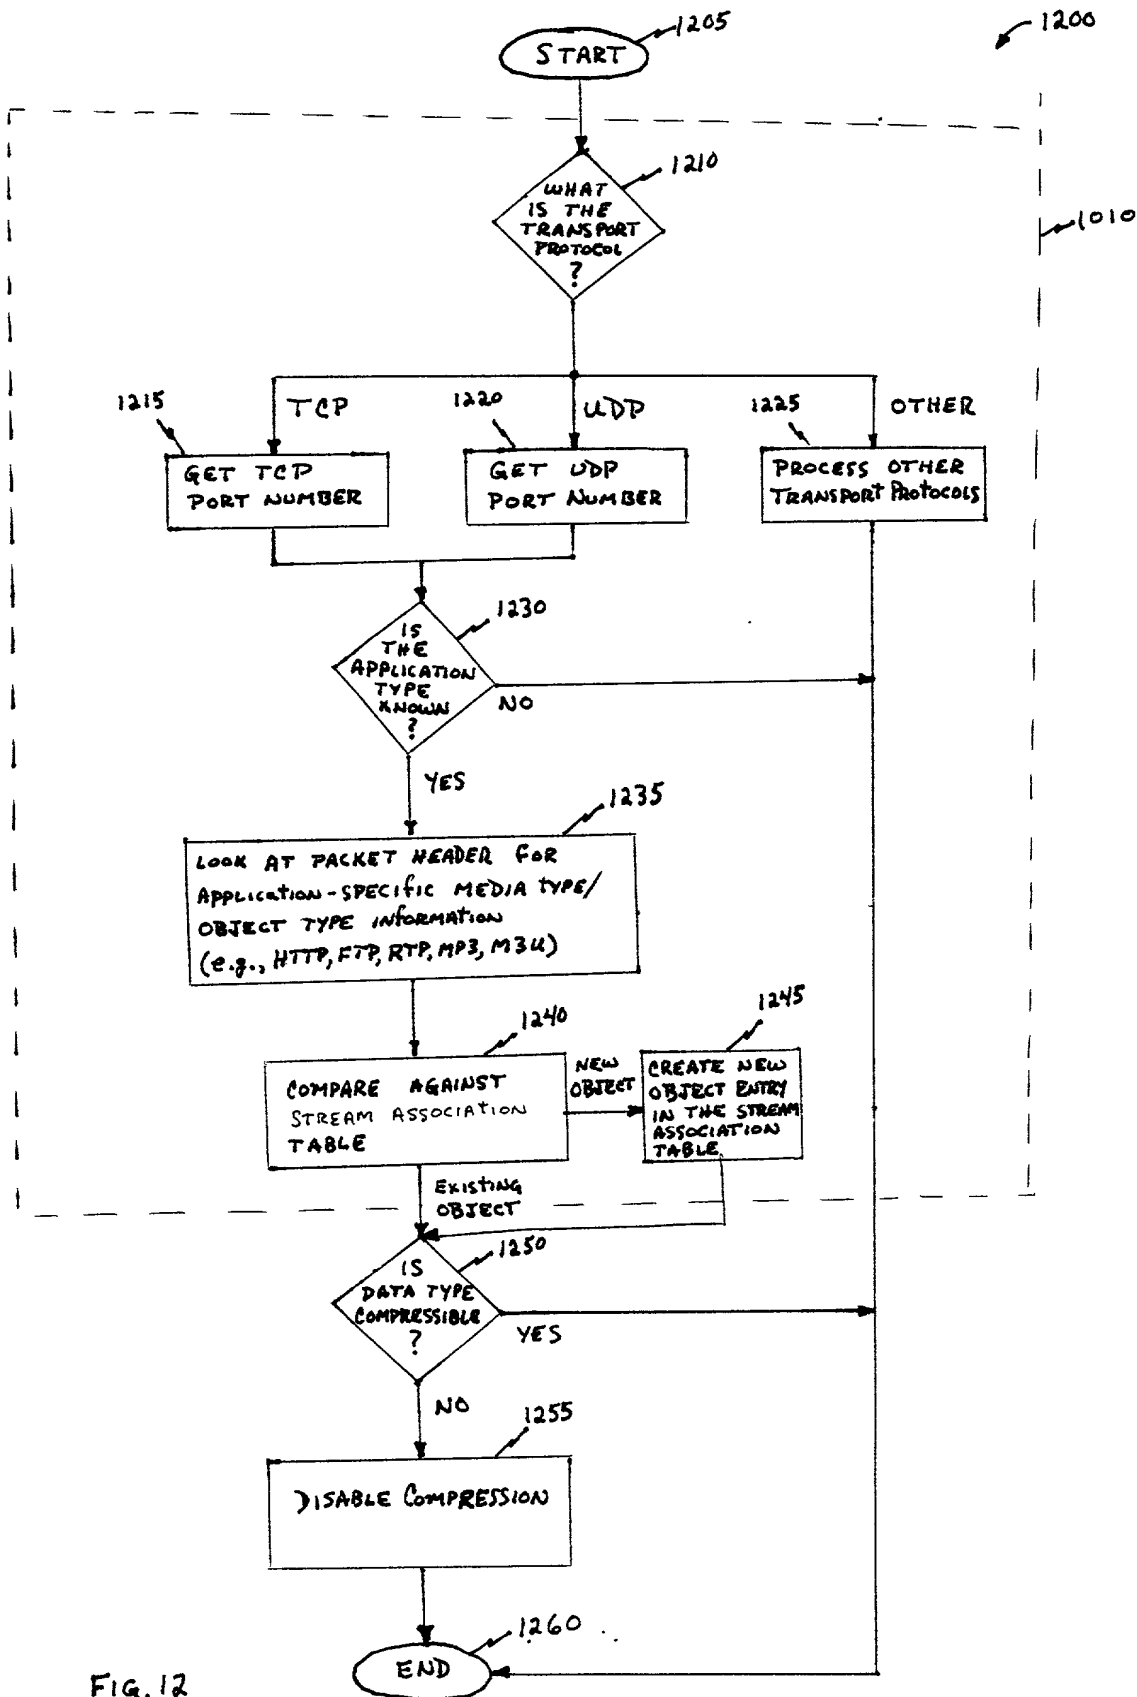 1200
1205
START
1210
WHAT
IS THE
TRANSPORT
PROTOCOL
?
1010
1215
TCP
1220
UDP
1225
OTHER
GET TCP
PORT NUMBER
GET UDP
PORT NUMBER
PROCESS OTHER
TRANSPORT PROTOCOLS
1230
IS
THE
APPLICATION
TYPE
KNOWN
?
NO
YES
1235
LOOK AT PACKET HEADER FOR
APPLICATION-SPECIFIC MEDIA TYPE/
OBJECT TYPE INFORMATION
(e.g., HTTP, FTP, RTP, MP3, M3U)
1240
COMPARE AGAINST
STREAM ASSOCIATION
TABLE
NEW
OBJECT
1245
CREATE NEW
OBJECT ENTRY
IN THE STREAM
ASSOCIATION
TABLE
EXISTING
OBJECT
1250
IS
DATA TYPE
COMPRESSIBLE
?
YES
NO
1255
DISABLE COMPRESSION
1260
END
FIG. 12